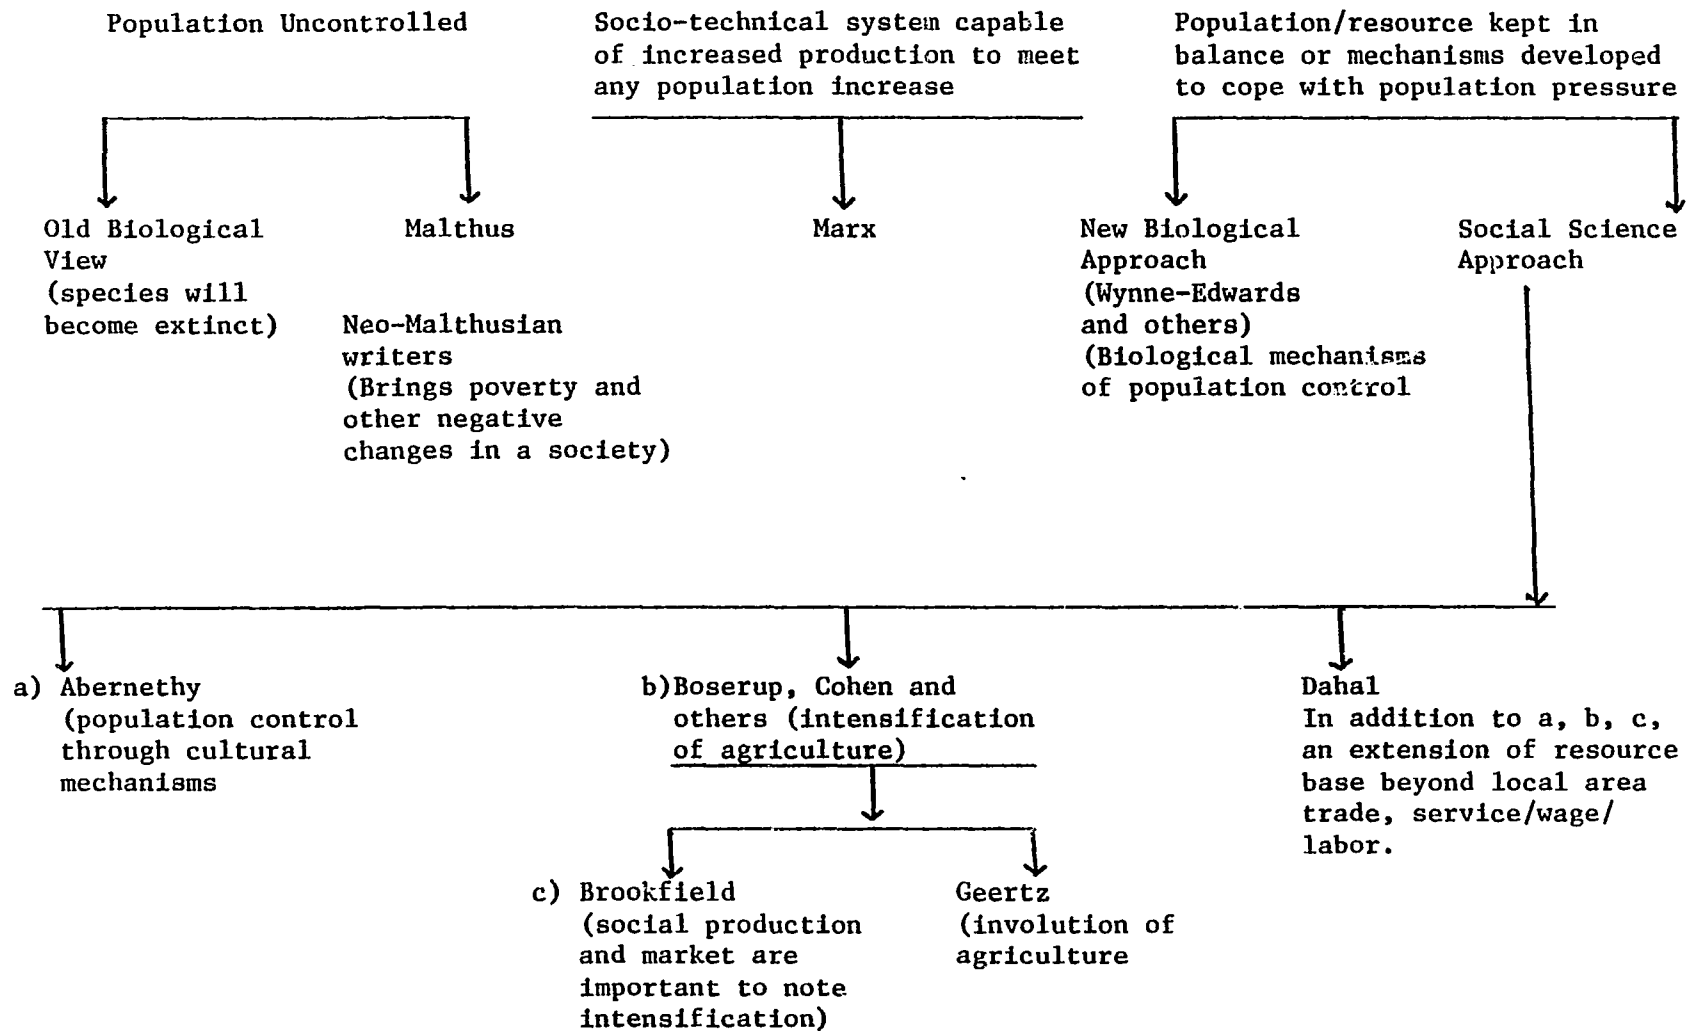 Population Uncontrolled
Socio-technical system capable
of increased production to meet
any population increase
Population/resource kept in
balance or mechanisms developed
to cope with population pressure
Old Biological
View
(species will
become extinct)
Malthus
Neo-Malthusian
writers
(Brings poverty and
other negative
changes in a society)
Marx
New Biological
Approach
(Wynne-Edwards
and others)
(Biological mechanisms
of population control
Social Science
Approach
a) Abernethy
(population control
through cultural
mechanisms
b)Boserup, Cohen and
others (intensification
of agriculture)
c) Brookfield
(social production
and market are
important to note
intensification)
Geertz
(involution of
agriculture
Dahal
In addition to a, b, c,
an extension of resource
base beyond local area
trade, service/wage/
labor.